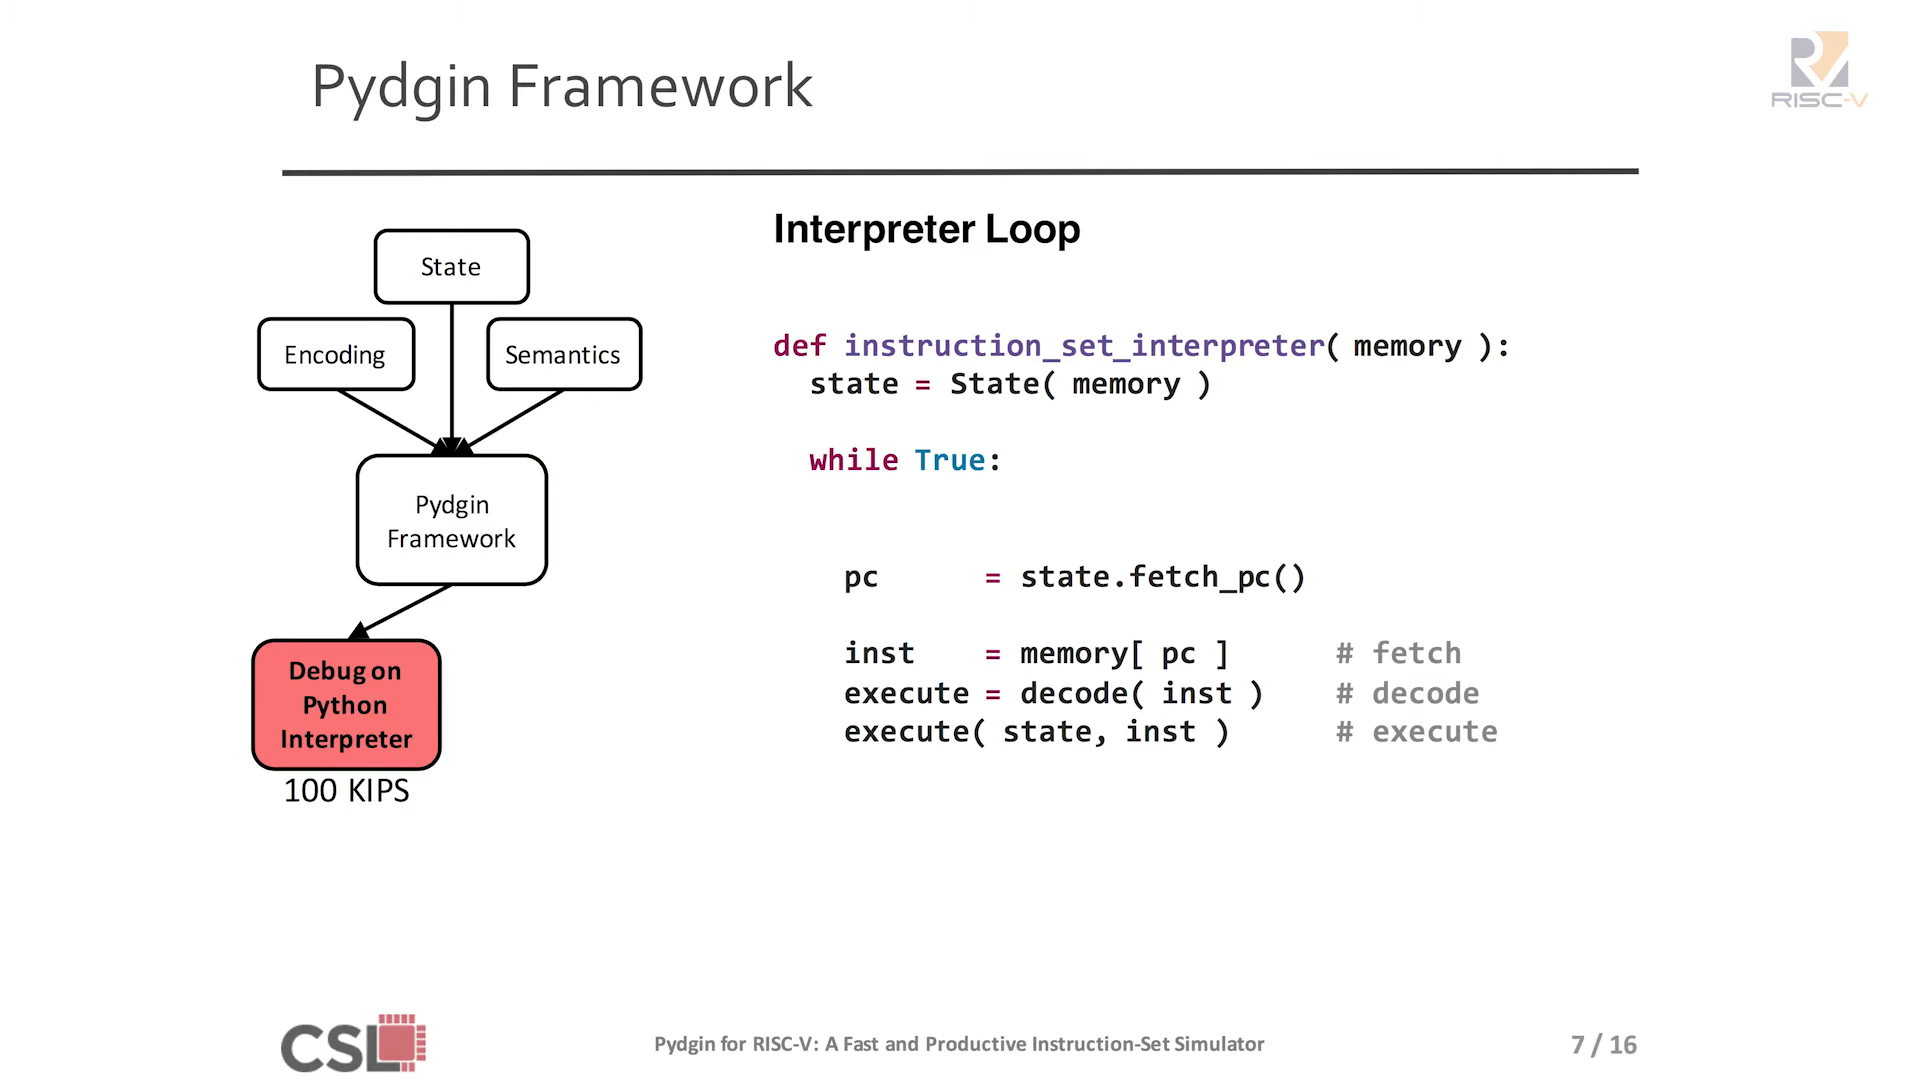 Pydgin Framework
RISC-V
State
Encoding
Semantics
Pydgin
Framework
Debug on
Python
Interpreter
100 KIPS
Interpreter Loop
def instruction_set_interpreter( memory ):
state = State( memory )
while True:
pc = state.fetch_pc()
inst = memory[ pc ] # fetch
execute = decode( inst ) # decode
execute( state, inst ) # execute
CSL
Pydgin for RISC-V: A Fast and Productive Instruction-Set Simulator
7 / 16